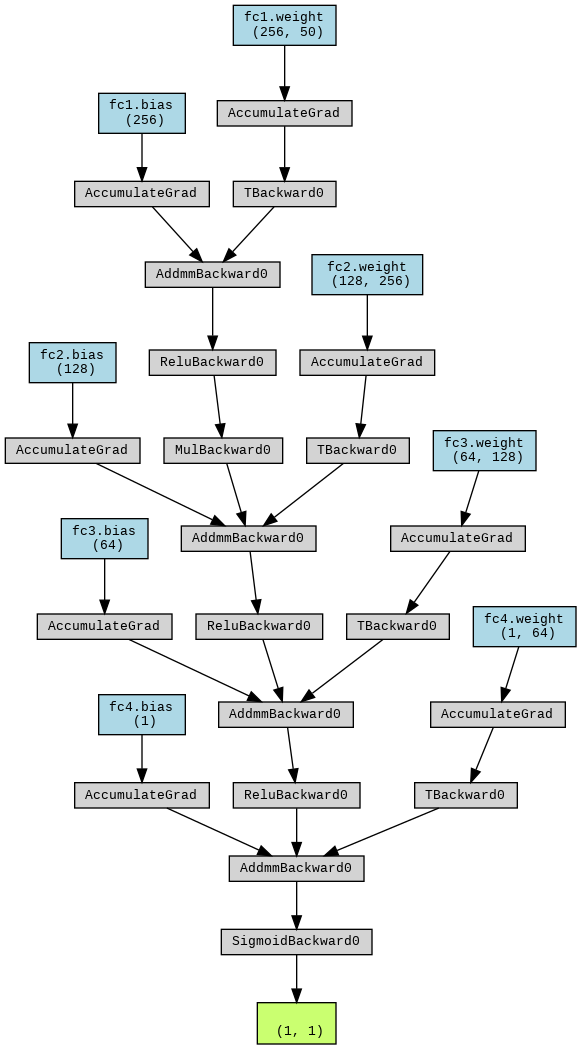 fc1.weight
(256, 50)
fc1.bias
(256)
AccumulateGrad
AccumulateGrad
TBackward0
AddmmBackward0
fc2.weight
(128, 256)
fc2.bias
(128)
ReluBackward0
AccumulateGrad
AccumulateGrad
MulBackward0
TBackward0
fc3.weight
(64, 128)
fc3.bias
(64)
AddmmBackward0
AccumulateGrad
AccumulateGrad
ReluBackward0
TBackward0
fc4.weight
(1, 64)
fc4.bias
(1)
AddmmBackward0
AccumulateGrad
AccumulateGrad
ReluBackward0
TBackward0
AddmmBackward0
SigmoidBackward0
(1, 1)